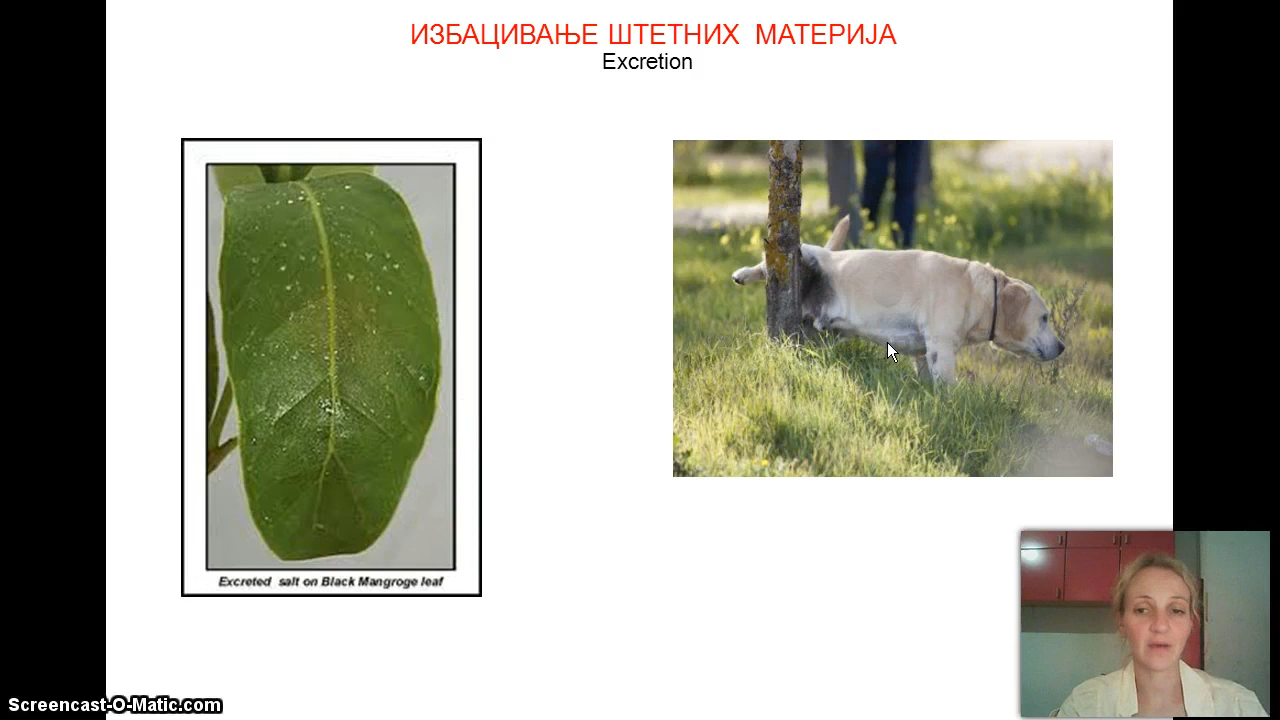 ИЗБАЦИВАЊЕ ШТЕТНИХ МАТЕРИЈА
Excretion
Excreted salt on Black Mangroge leaf
Screencast-O-Matic.com